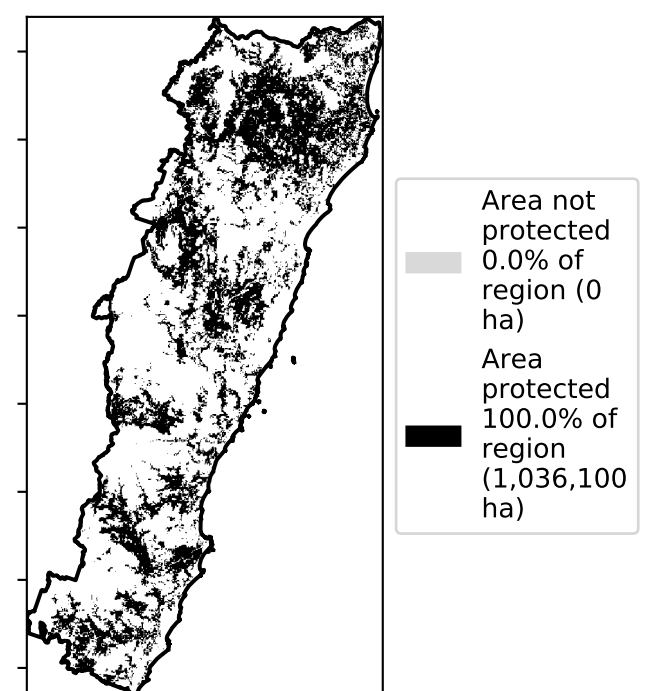 Area not
protected
0.0% of
region (0
ha)
Area
protected
100.0% of
region
(1,036,100
ha)